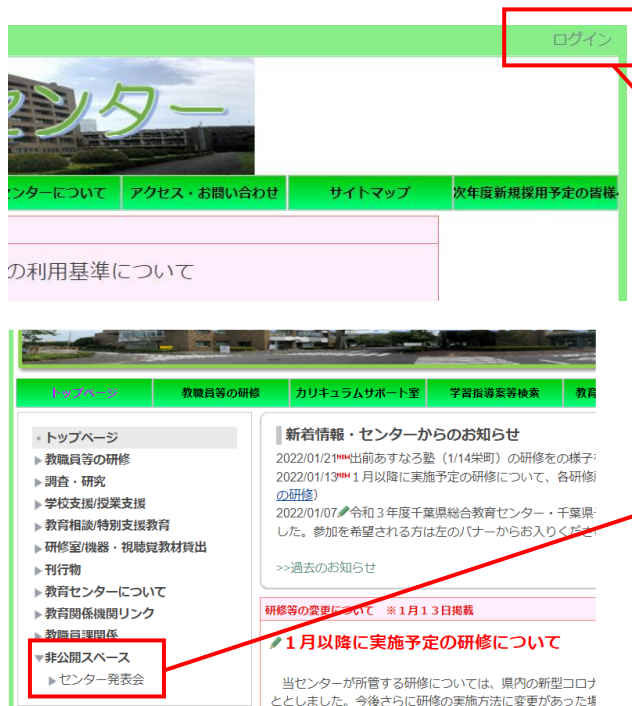 ログイン
センター
センターについて
アクセス・お問い合わせ
サイトマップ
次年度新規採用予定の皆様
の利用基準について
トップページ
教職員等の研修
カリキュラムサポート室
学習指導案等検索
教育
トップページ
教職員等の研修
調査・研究
学校支援/授業支援
教育相談/特別支援教育
研修室/機器・視聴覚教材貸出
刊行物
教育センターについて
教育関係機関リンク
教職員課関係
非公開スペース
センター発表会
新着情報・センターからのお知らせ
2022/01/21 出前あすなろ塾（1/14栄町）の研修をの様子を
2022/01/13 １月以降に実施予定の研修について、各研修
の研修）
2022/01/07 令和３年度千葉県総合教育センター・千葉県
した。参加を希望される方は左のバナーからお入りくださ
>>過去のお知らせ
研修等の変更について ※１月１３日掲載
１月以降に実施予定の研修について
当センターが所管する研修については、県内の新型コロナ
ととしました。今後さらに研修の実施方法に変更があった場